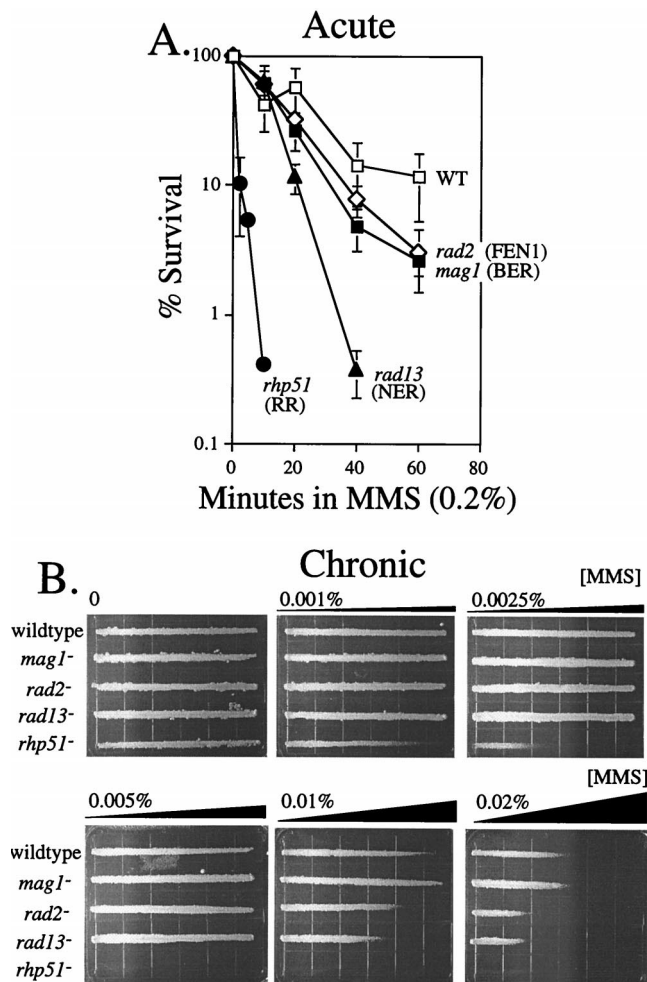 A. Acute
100
10
1
0.1
% Survival
WT
rad2 (FEN1)
mag1 (BER)
rad13
(NER)
rhp51
(RR)
0 20 40 60 80
Minutes in MMS (0.2%)
B. Chronic
[MMS]
0 0.001% 0.0025%
wildtype
mag1-
rad2-
rad13-
rhp51-
[MMS]
0.005% 0.01% 0.02%
wildtype
mag1-
rad2-
rad13-
rhp51-